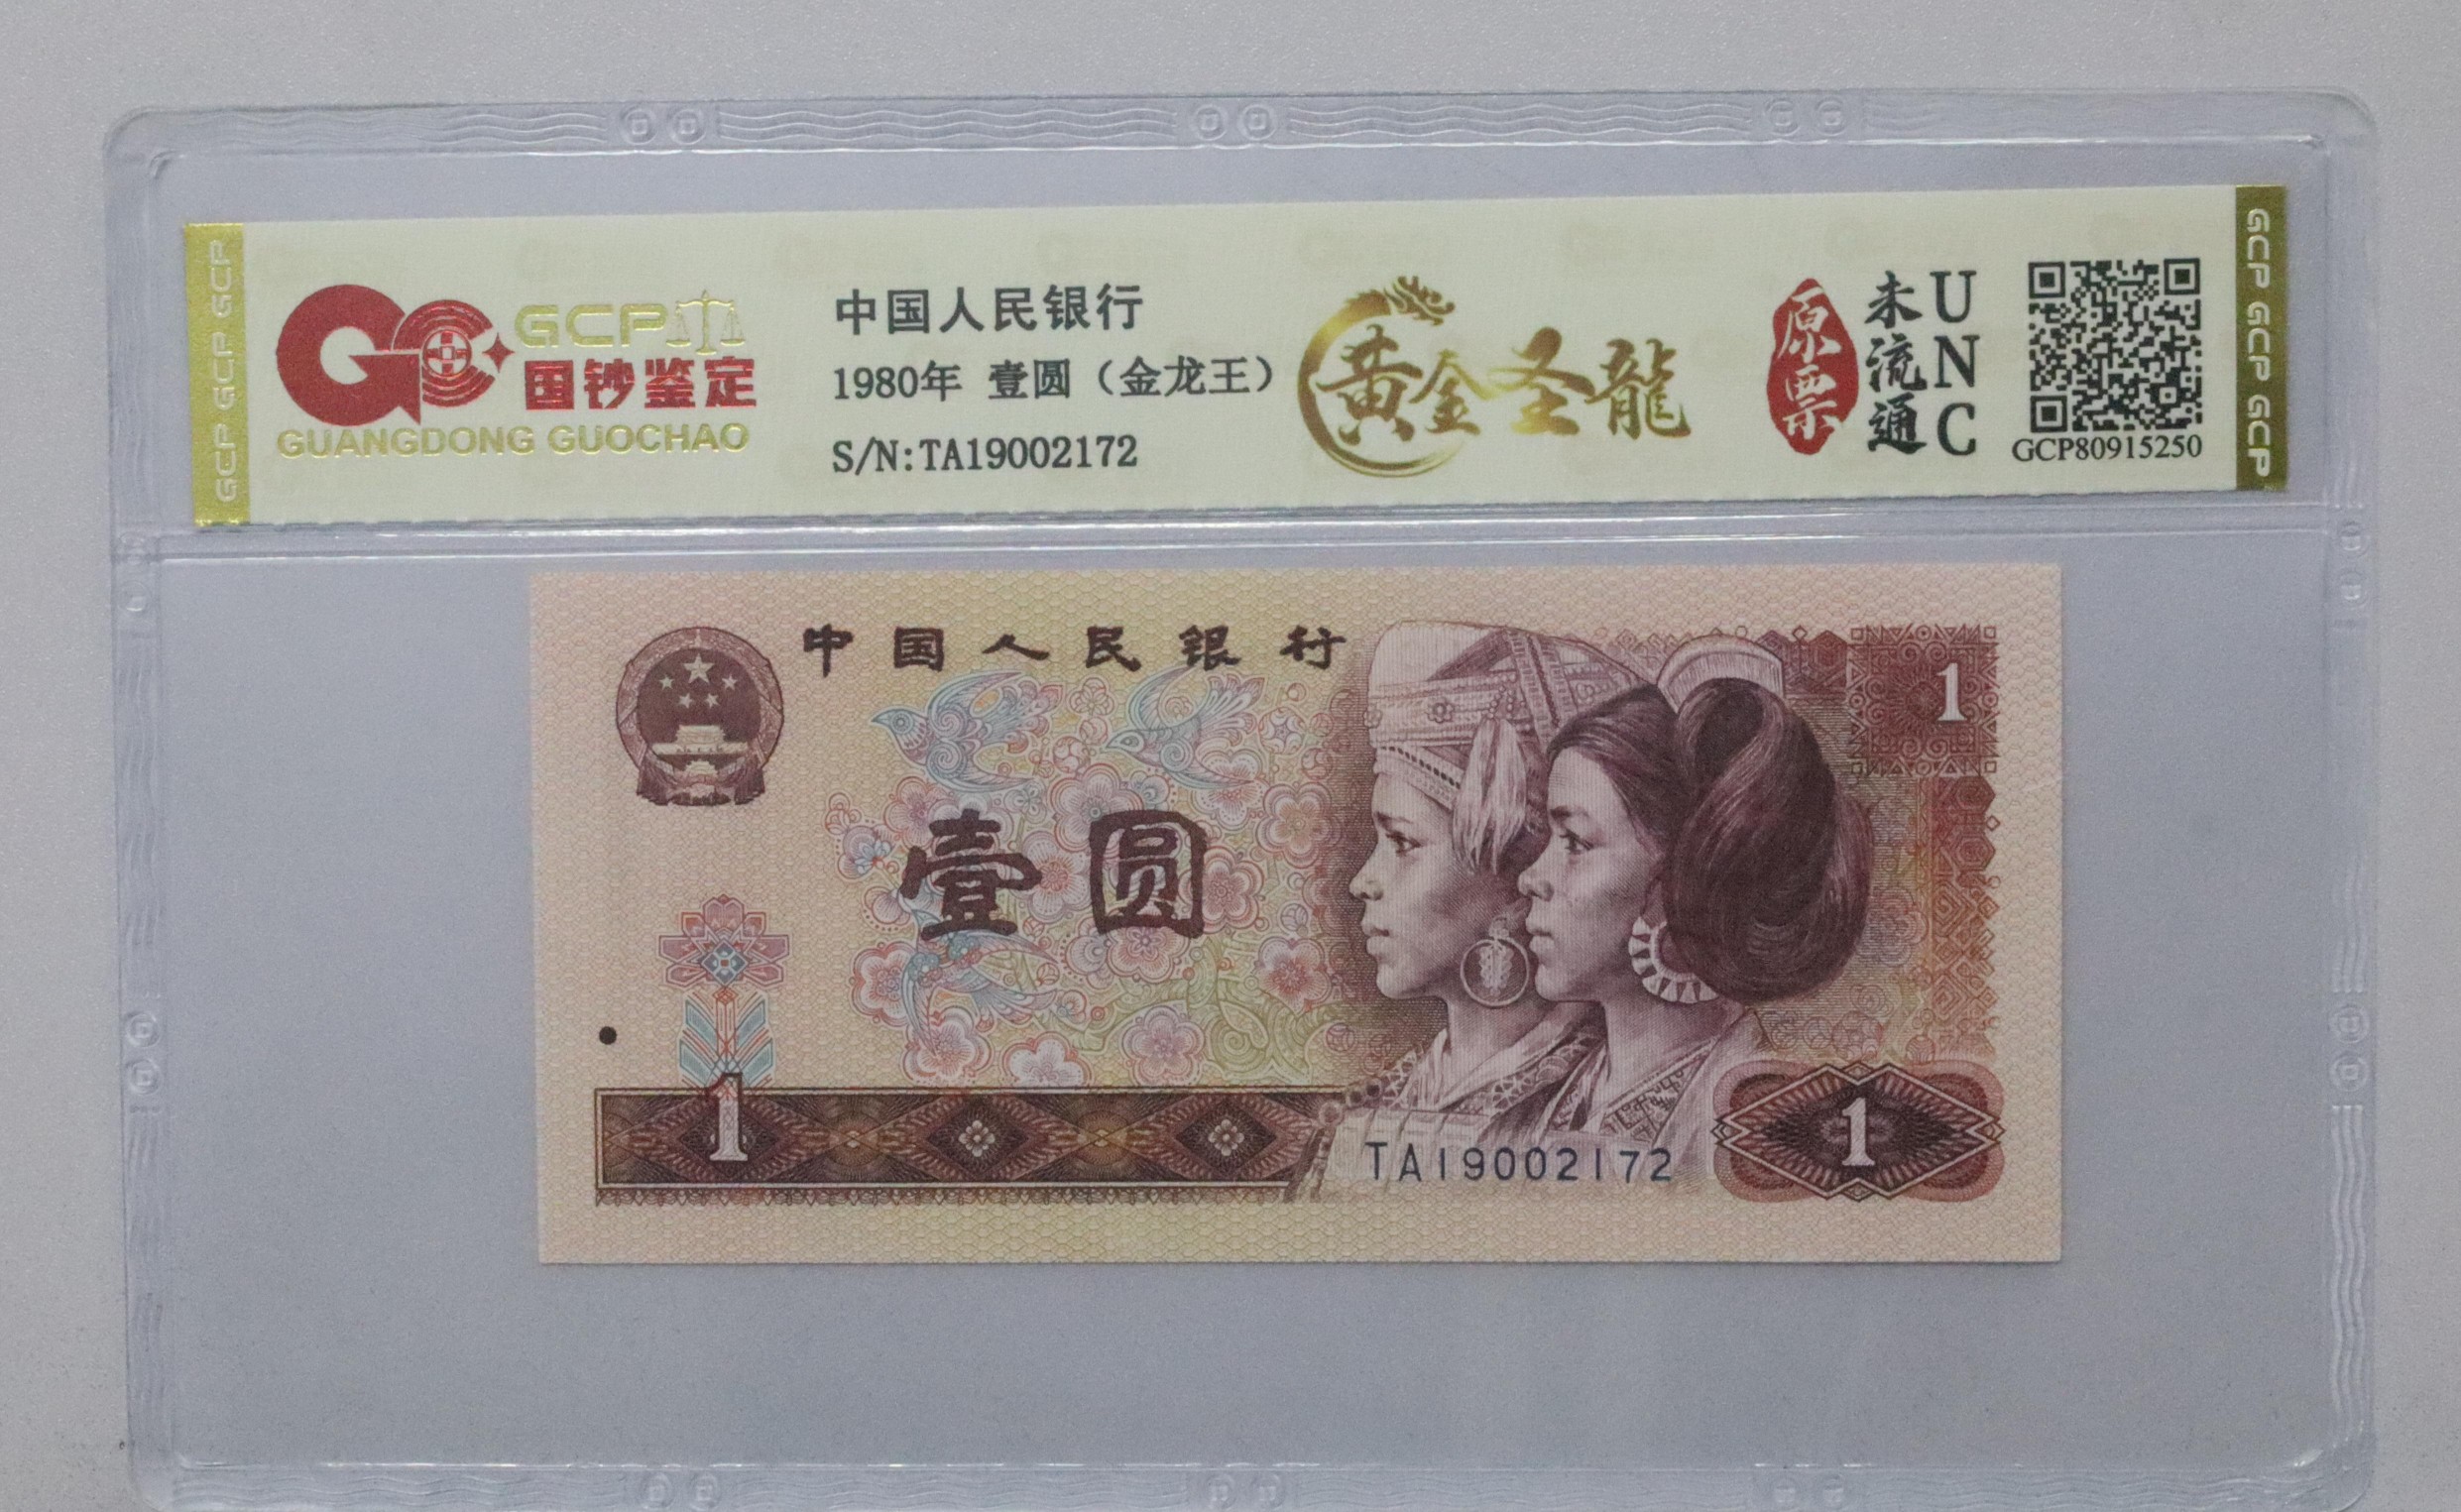 GCP GCP GCP
GCP
国钞鉴定
GUANGDONG GUOCHAO
中国人民银行
1980年 壹圆（金龙王）
S/N:TA19002172
黄金圣龍
原票
未流通
UNC
GCP80915250
GCP GCP GCP
中国人民银行
1
壹圆
1
TA19002172
1